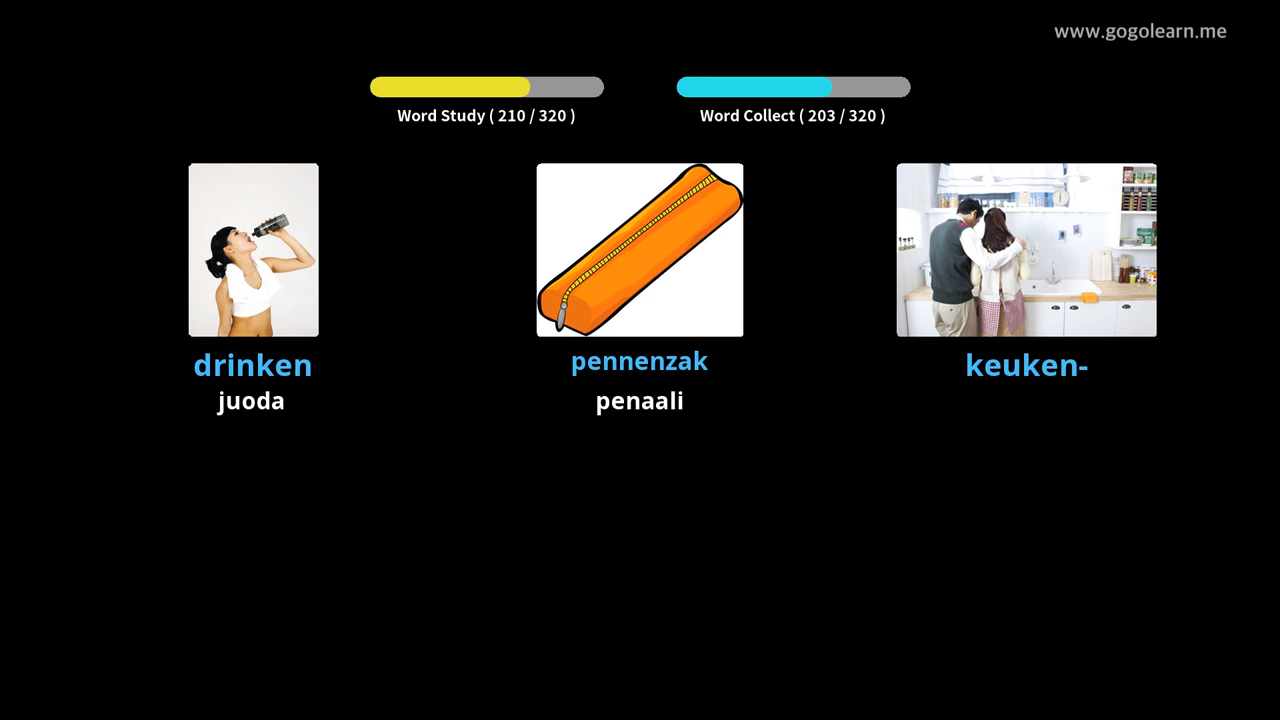 www.gogolearn.me
Word Study ( 210 / 320 )
Word Collect ( 203 / 320 )
drinken
juoda
pennenzak
penaali
keuken-